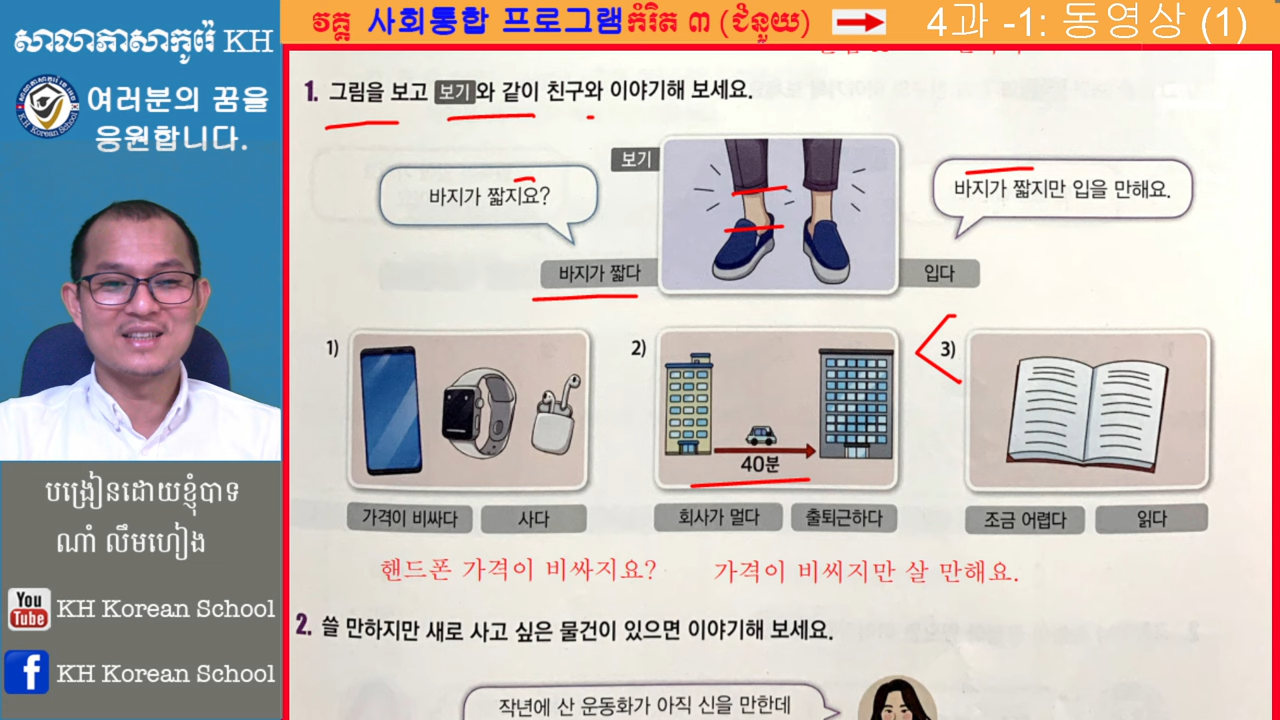 សាលាភាសាកូរ៉េ KH
여러분의 꿈을
응원합니다.
វគ្គ 사회통합 프로그램កំរិត ៣ (ជំនួយ)
4과 -1: 동영상 (1)
1. 그림을 보고 보기와 같이 친구와 이야기해 보세요.
보기
바지가 짧지요?
바지가 짧지만 입을 만해요.
바지가 짧다
입다
1)
2)
3)
40분
가격이 비싸다
사다
회사가 멀다
출퇴근하다
조금 어렵다
읽다
핸드폰 가격이 비싸지요?
가격이 비씨지만 살 만해요.
2. 쓸 만하지만 새로 사고 싶은 물건이 있으면 이야기해 보세요.
작년에 산 운동화가 아직 신을 만한데
បង្រៀនដោយខ្ញុំបាទ
ណាំ លឹមហៀង
You Tube KH Korean School
f KH Korean School